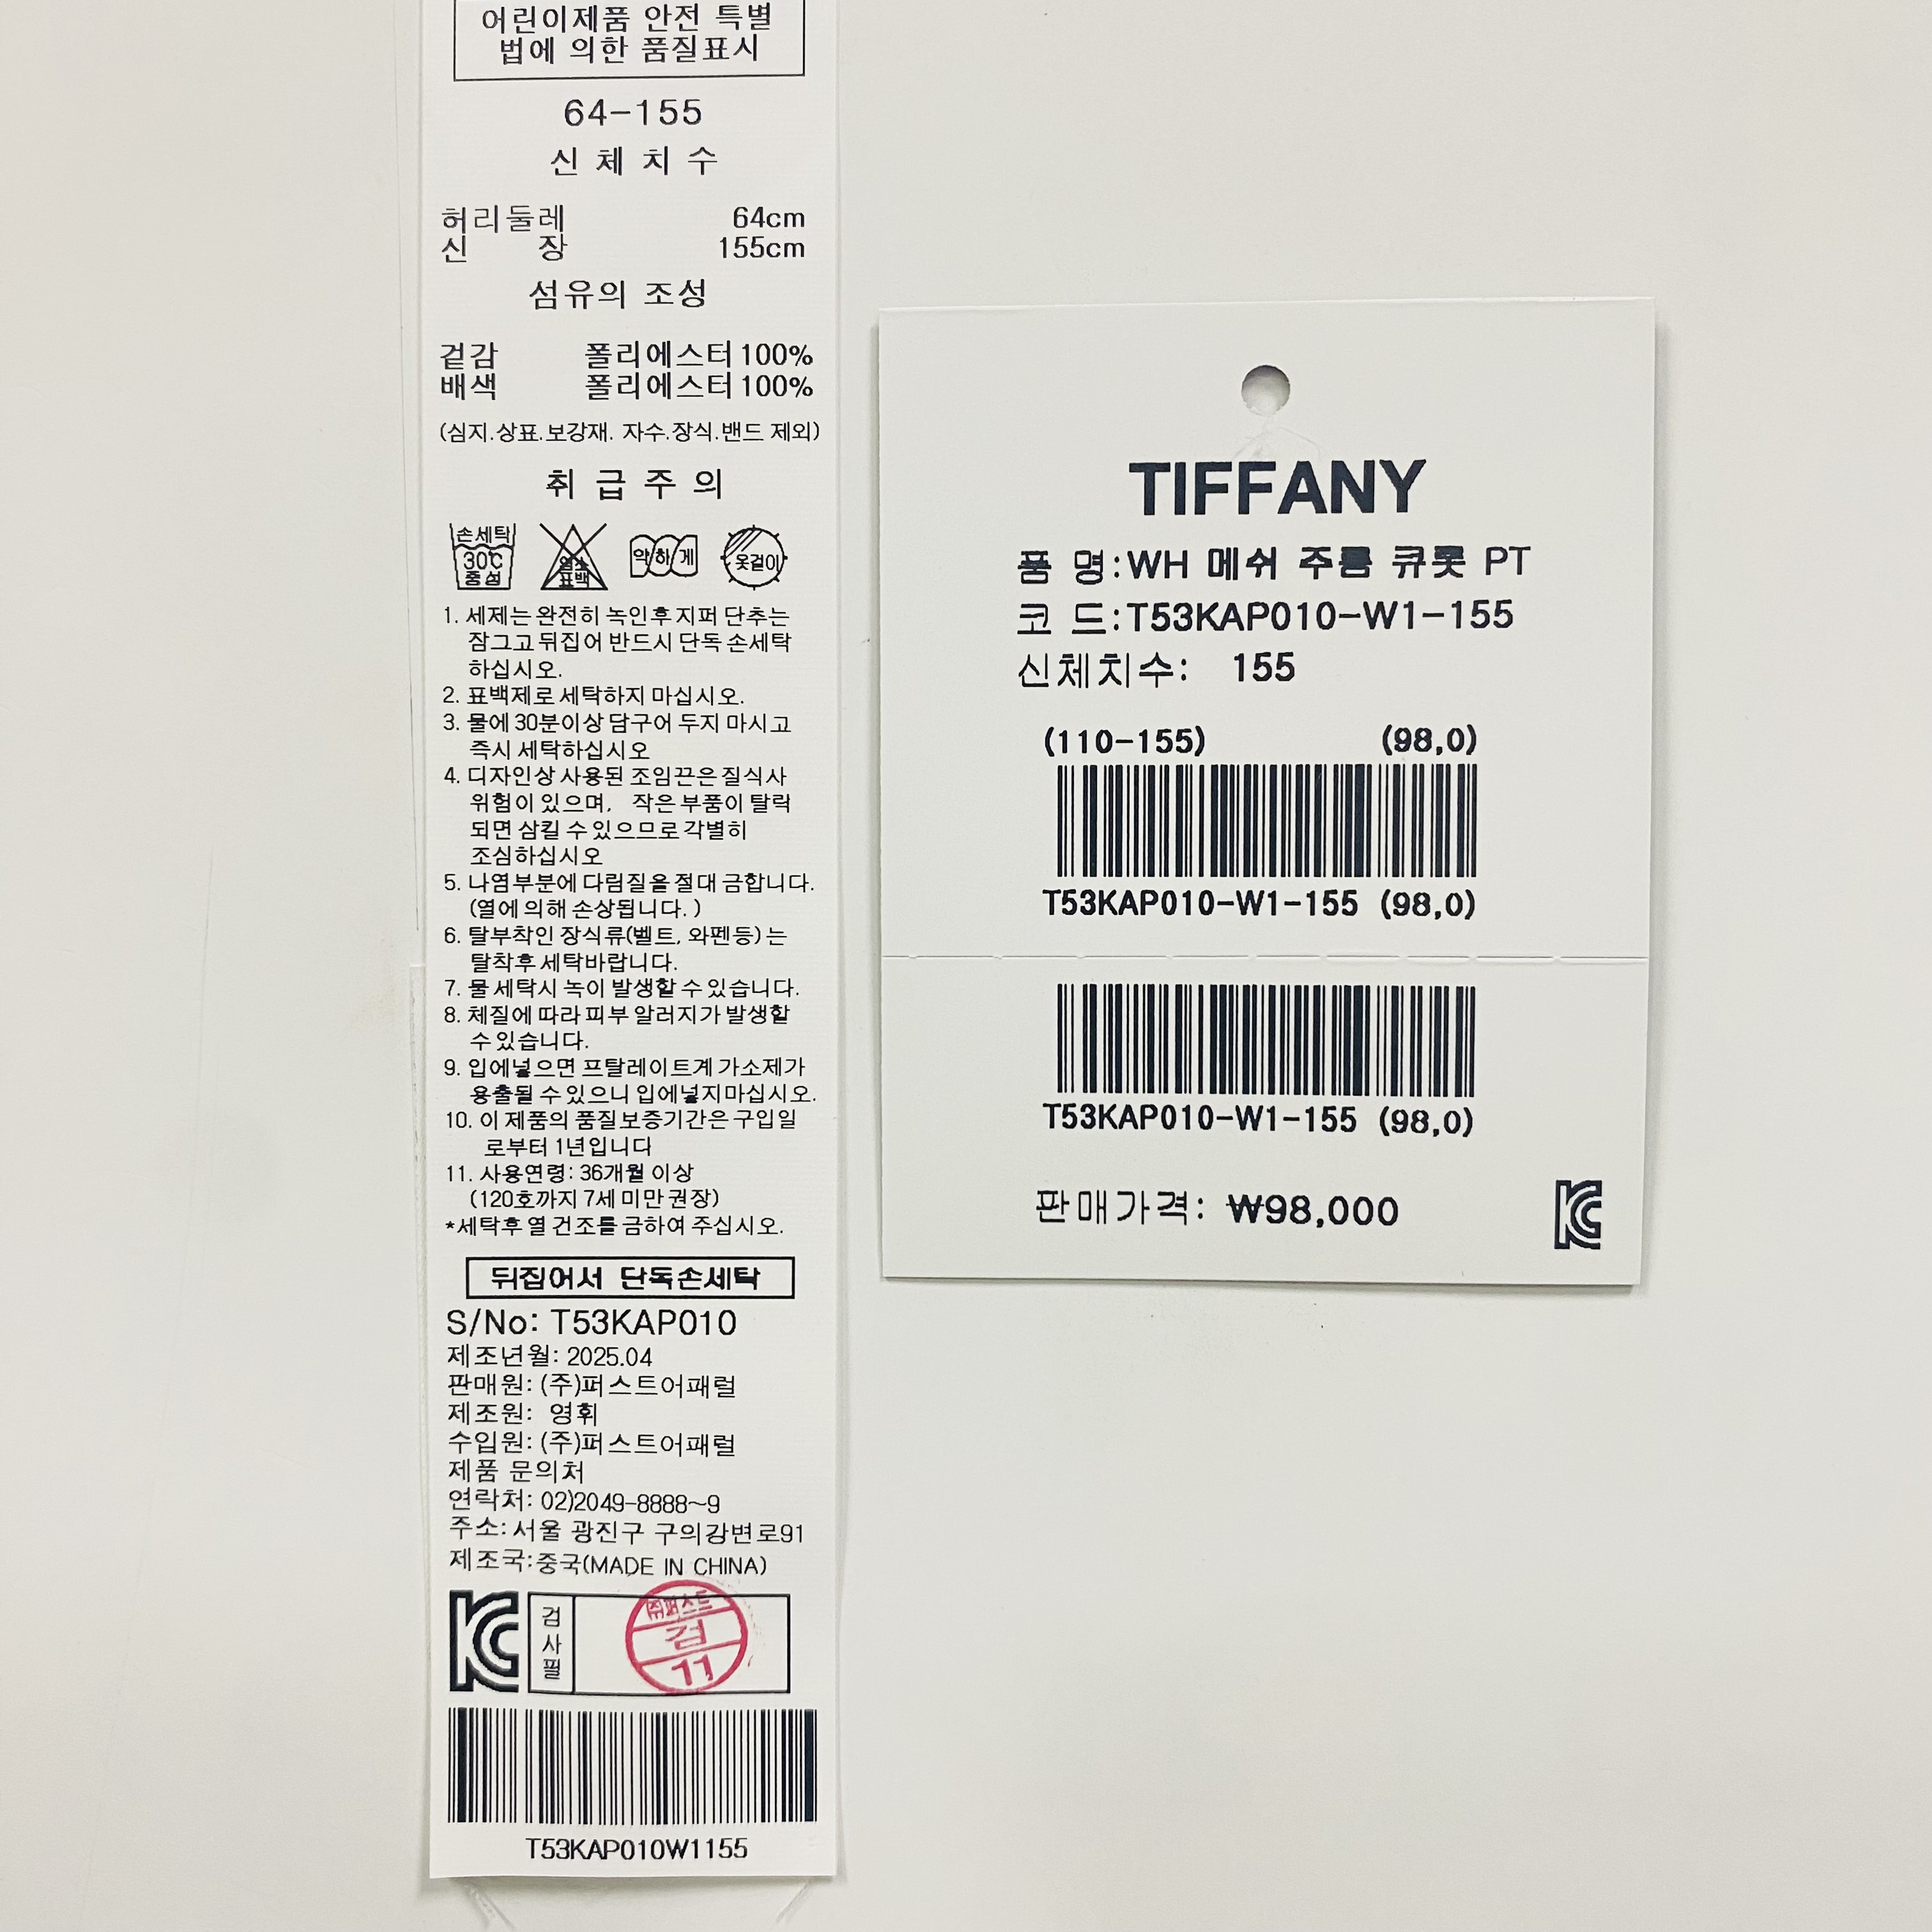 어린이제품 안전 특별
법에 의한 품질표시
64-155
신 체 치 수
허리둘레 64cm
신 장 155cm
섬유의 조성
겉감 폴리에스터 100%
배색 폴리에스터 100%
(심지.상표.보강재. 자수.장식.밴드 제외)
취 급 주 의
손세탁 30℃ 중성
염소 표백
약하게
옷걸이
1. 세제는 완전히 녹인후 지퍼 단추는
잠그고 뒤집어 반드시 단독 손세탁
하십시오.
2. 표백제로 세탁하지 마십시오.
3. 물에 30분이상 담구어 두지 마시고
즉시 세탁하십시오
4. 디자인상 사용된 조임끈은 질식사
위험이 있으며, 작은 부품이 탈락
되면 삼킬 수 있으므로 각별히
조심하십시오
5. 나염부분에 다림질을 절대 금합니다.
(열에 의해 손상됩니다. )
6. 탈부착인 장식류(벨트, 와펜등) 는
탈착후 세탁바랍니다.
7. 물 세탁시 녹이 발생할 수 있습니다.
8. 체질에 따라 피부 알러지가 발생할
수 있습니다.
9. 입에넣으면 프탈레이트계 가소제가
용출될 수 있으니 입에넣지마십시오.
10. 이 제품의 품질보증기간은 구입일
로부터 1년입니다
11. 사용연령: 36개월 이상
(120호까지 7세 미만 권장)
*세탁후 열 건조를 금하여 주십시오.
뒤집어서 단독손세탁
S/No: T53KAP010
제조년월: 2025.04
판매원: (주)퍼스트어패럴
제조원: 영휘
수입원: (주)퍼스트어패럴
제품 문의처
연락처: 02)2049-8888~9
주소: 서울 광진구 구의강변로91
제조국:중국(MADE IN CHINA)
KC
검사필
㈜퍼스트
검
11
T53KAP010W1155
TIFFANY
품 명:WH 메쉬 주름 큐롯 PT
코 드:T53KAP010-W1-155
신체치수: 155
(110-155) (98,0)
T53KAP010-W1-155 (98,0)
T53KAP010-W1-155 (98,0)
판매가격: ₩98,000
KC